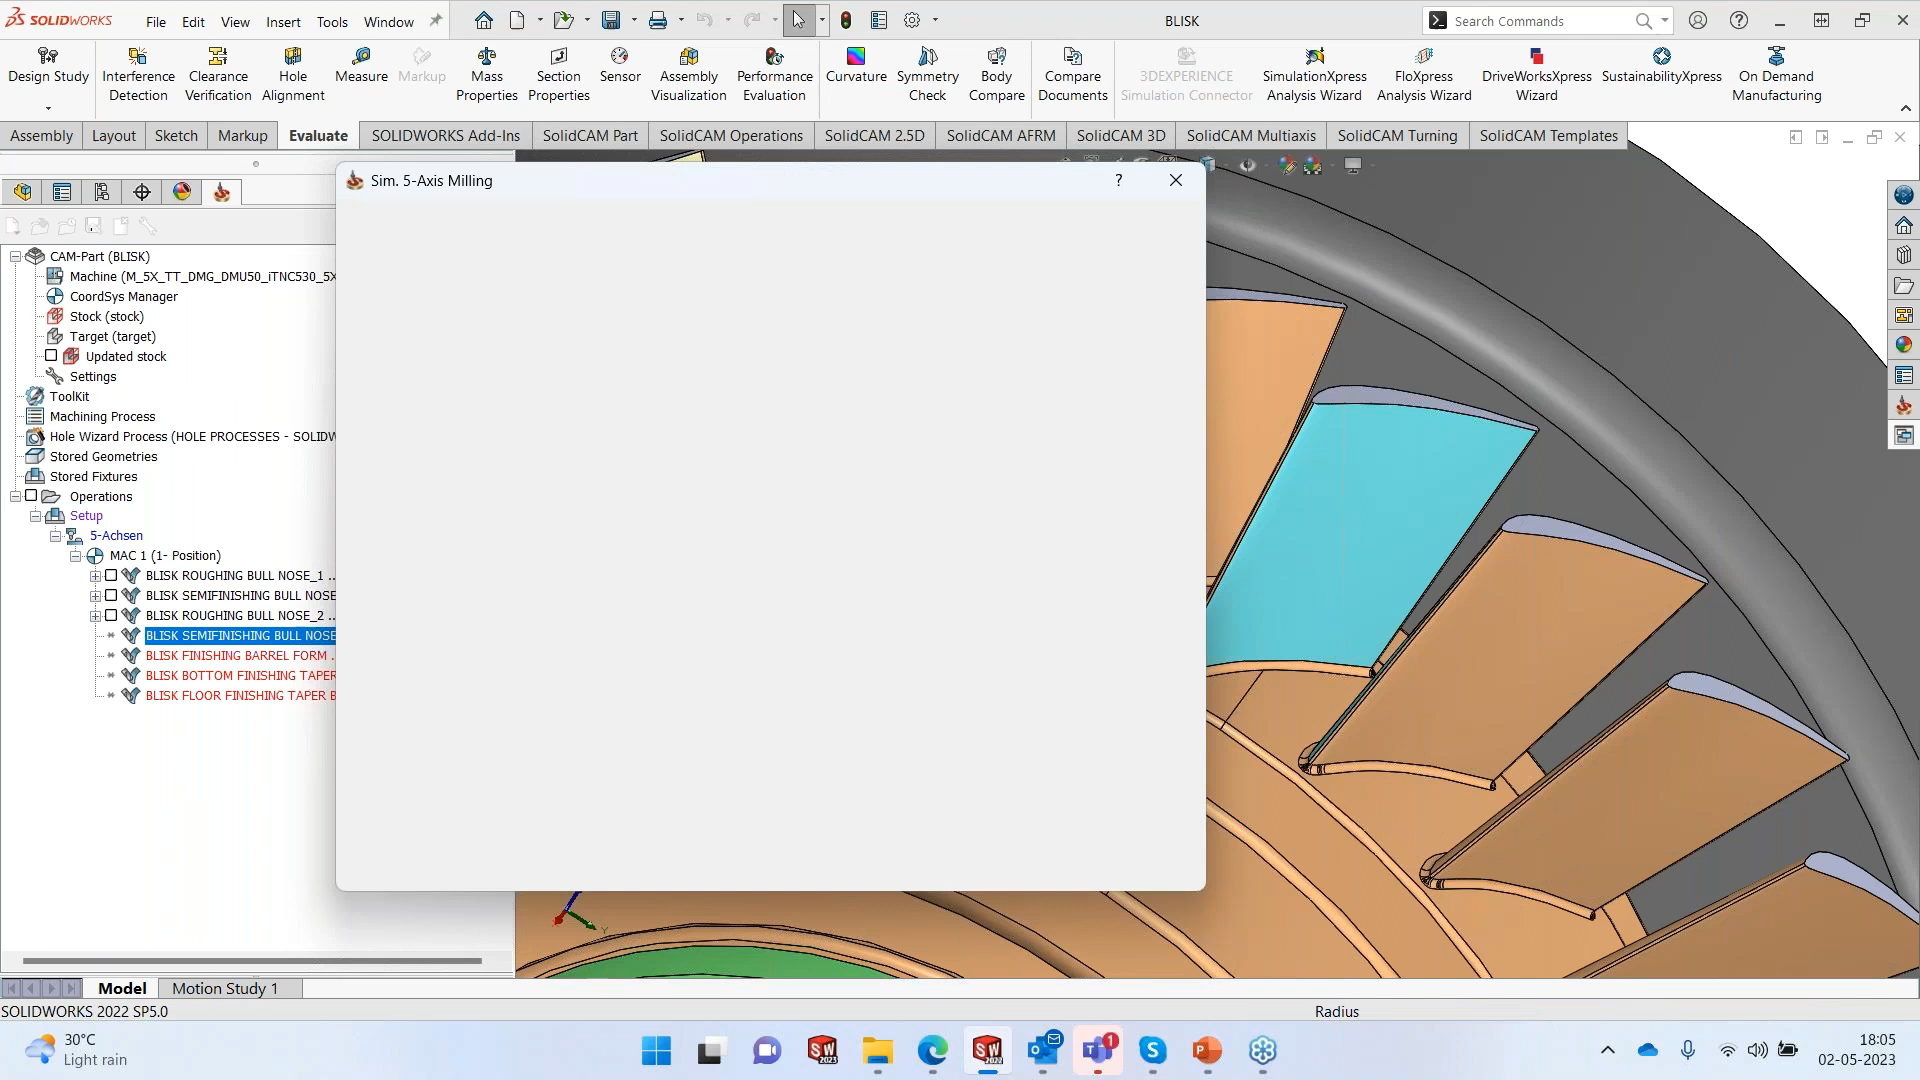 SOLIDWORKS File Edit View Insert Tools Window BLISK Search Commands
Design Study Interference Detection Clearance Verification Hole Alignment Measure Markup Mass Properties Section Properties Sensor Assembly Visualization Performance Evaluation Curvature Symmetry Check Body Compare Compare Documents 3DEXPERIENCE Simulation Connector SimulationXpress Analysis Wizard FloXpress Analysis Wizard DriveWorksXpress Wizard SustainabilityXpress On Demand Manufacturing
Assembly Layout Sketch Markup Evaluate SOLIDWORKS Add-Ins SolidCAM Part SolidCAM Operations SolidCAM 2.5D SolidCAM AFRM SolidCAM 3D SolidCAM Multiaxis SolidCAM Turning SolidCAM Templates
Sim. 5-Axis Milling ?
CAM-Part (BLISK)
Machine (M_5X_TT_DMG_DMU50_iTNC530_5X
CoordSys Manager
Stock (stock)
Target (target)
Updated stock
Settings
ToolKit
Machining Process
Hole Wizard Process (HOLE PROCESSES - SOLIDW
Stored Geometries
Stored Fixtures
Operations
Setup
5-Achsen
MAC 1 (1- Position)
BLISK ROUGHING BULL NOSE_1 ..
BLISK SEMIFINISHING BULL NOSE
BLISK ROUGHING BULL NOSE_2 ..
BLISK SEMIFINISHING BULL NOSE
BLISK FINISHING BARREL FORM .
BLISK BOTTOM FINISHING TAPER
BLISK FLOOR FINISHING TAPER B
Y
Model Motion Study 1
SOLIDWORKS 2022 SP5.0 Radius
30°C
Light rain
1
18:05
02-05-2023